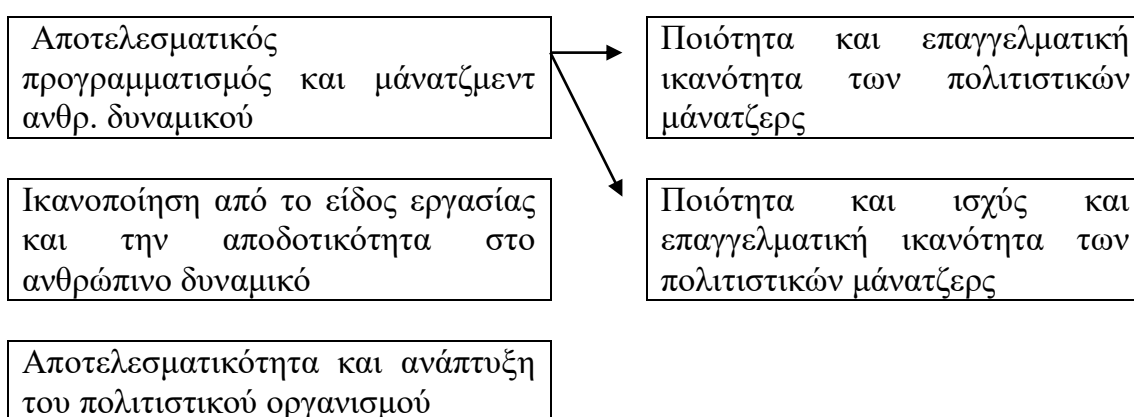 Αποτελεσματικός
προγραμματισμός και μάνατζμεντ
ανθρ. δυναμικού
Ποιότητα και επαγγελματική
ικανότητα των πολιτιστικών
μάνατζερς
Ικανοποίηση από το είδος εργασίας
και την αποδοτικότητα στο
ανθρώπινο δυναμικό
Ποιότητα και ισχύς και
επαγγελματική ικανότητα των
πολιτιστικών μάνατζερς
Αποτελεσματικότητα και ανάπτυξη
του πολιτιστικού οργανισμού